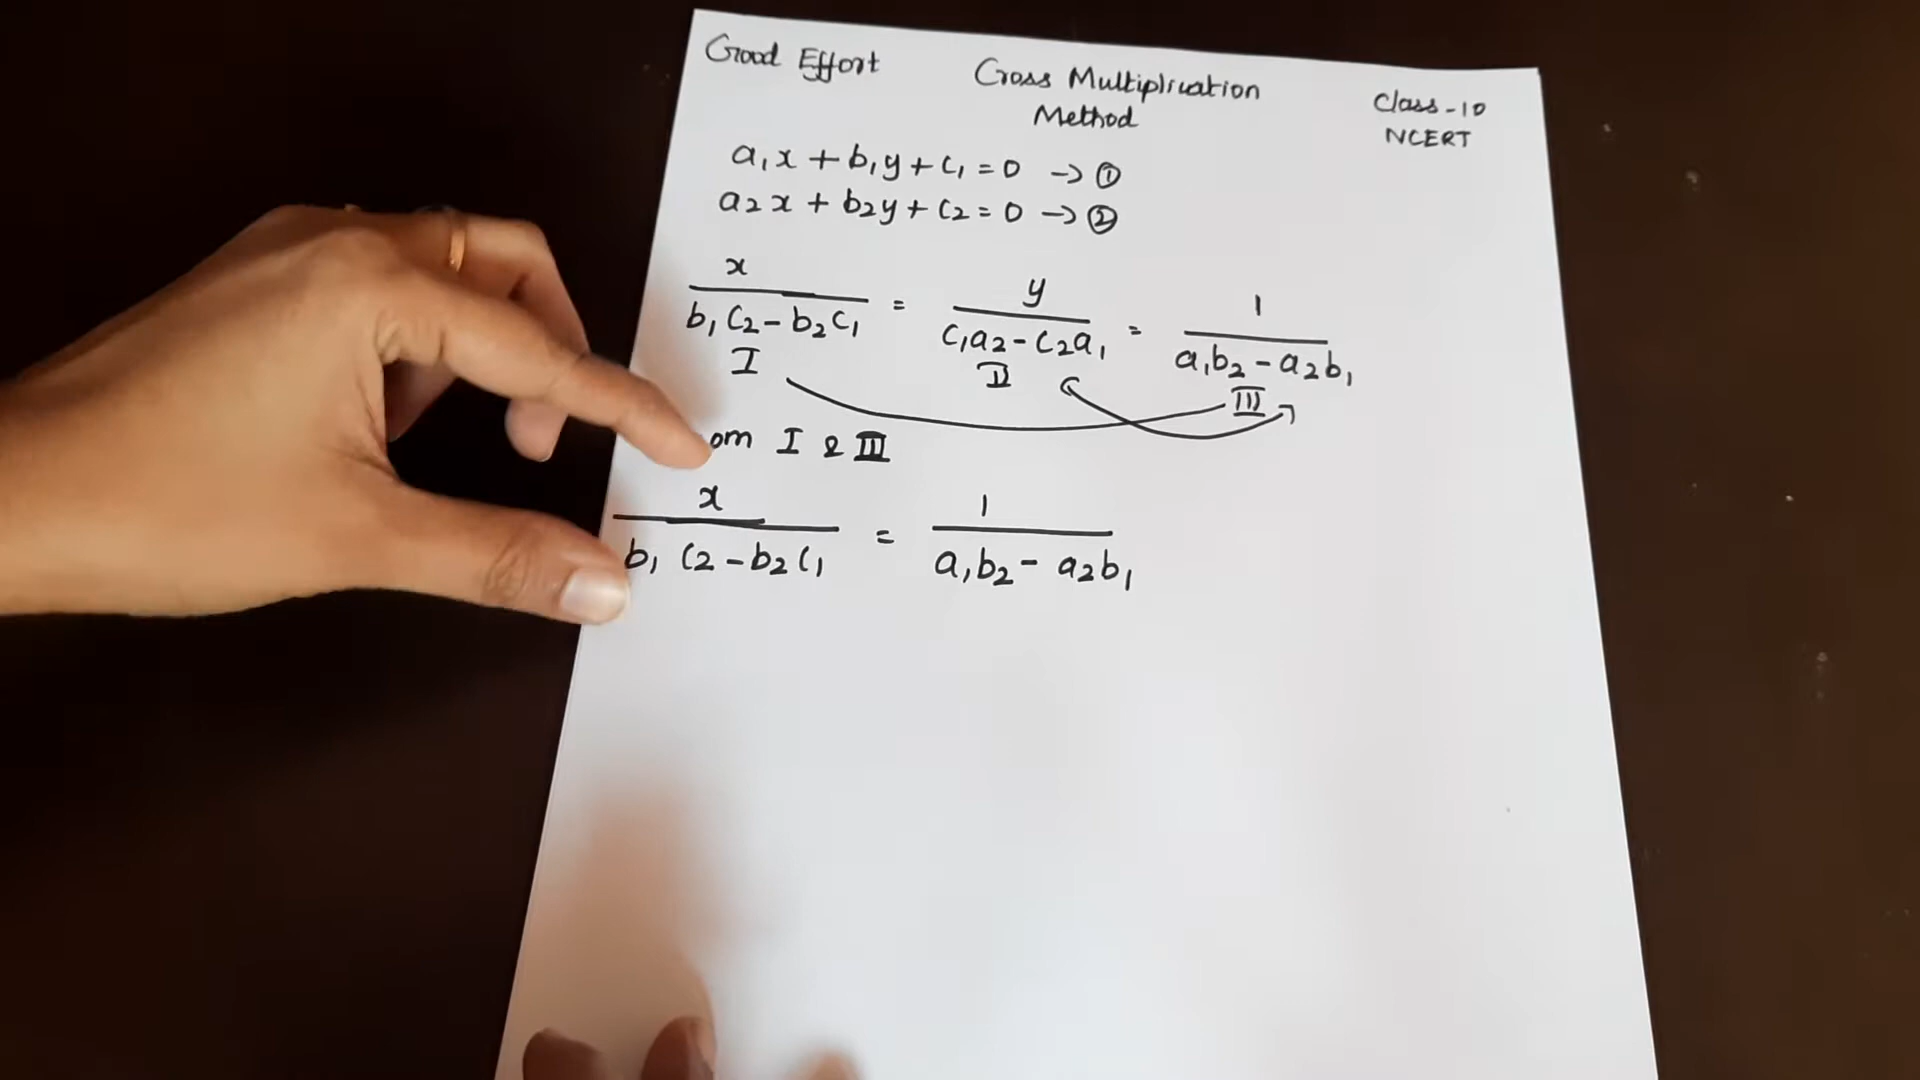 Good Effort
Cross Multiplication
Method
Class-10
NCERT
a₁x + b₁y + c₁ = 0 → ①
a₂x + b₂y + c₂ = 0 → ②
x/(b₁c₂ - b₂c₁) = y/(c₁a₂ - c₂a₁) = 1/(a₁b₂ - a₂b₁)
I II III
om I & III
x/(b₁c₂ - b₂c₁) = 1/(a₁b₂ - a₂b₁)